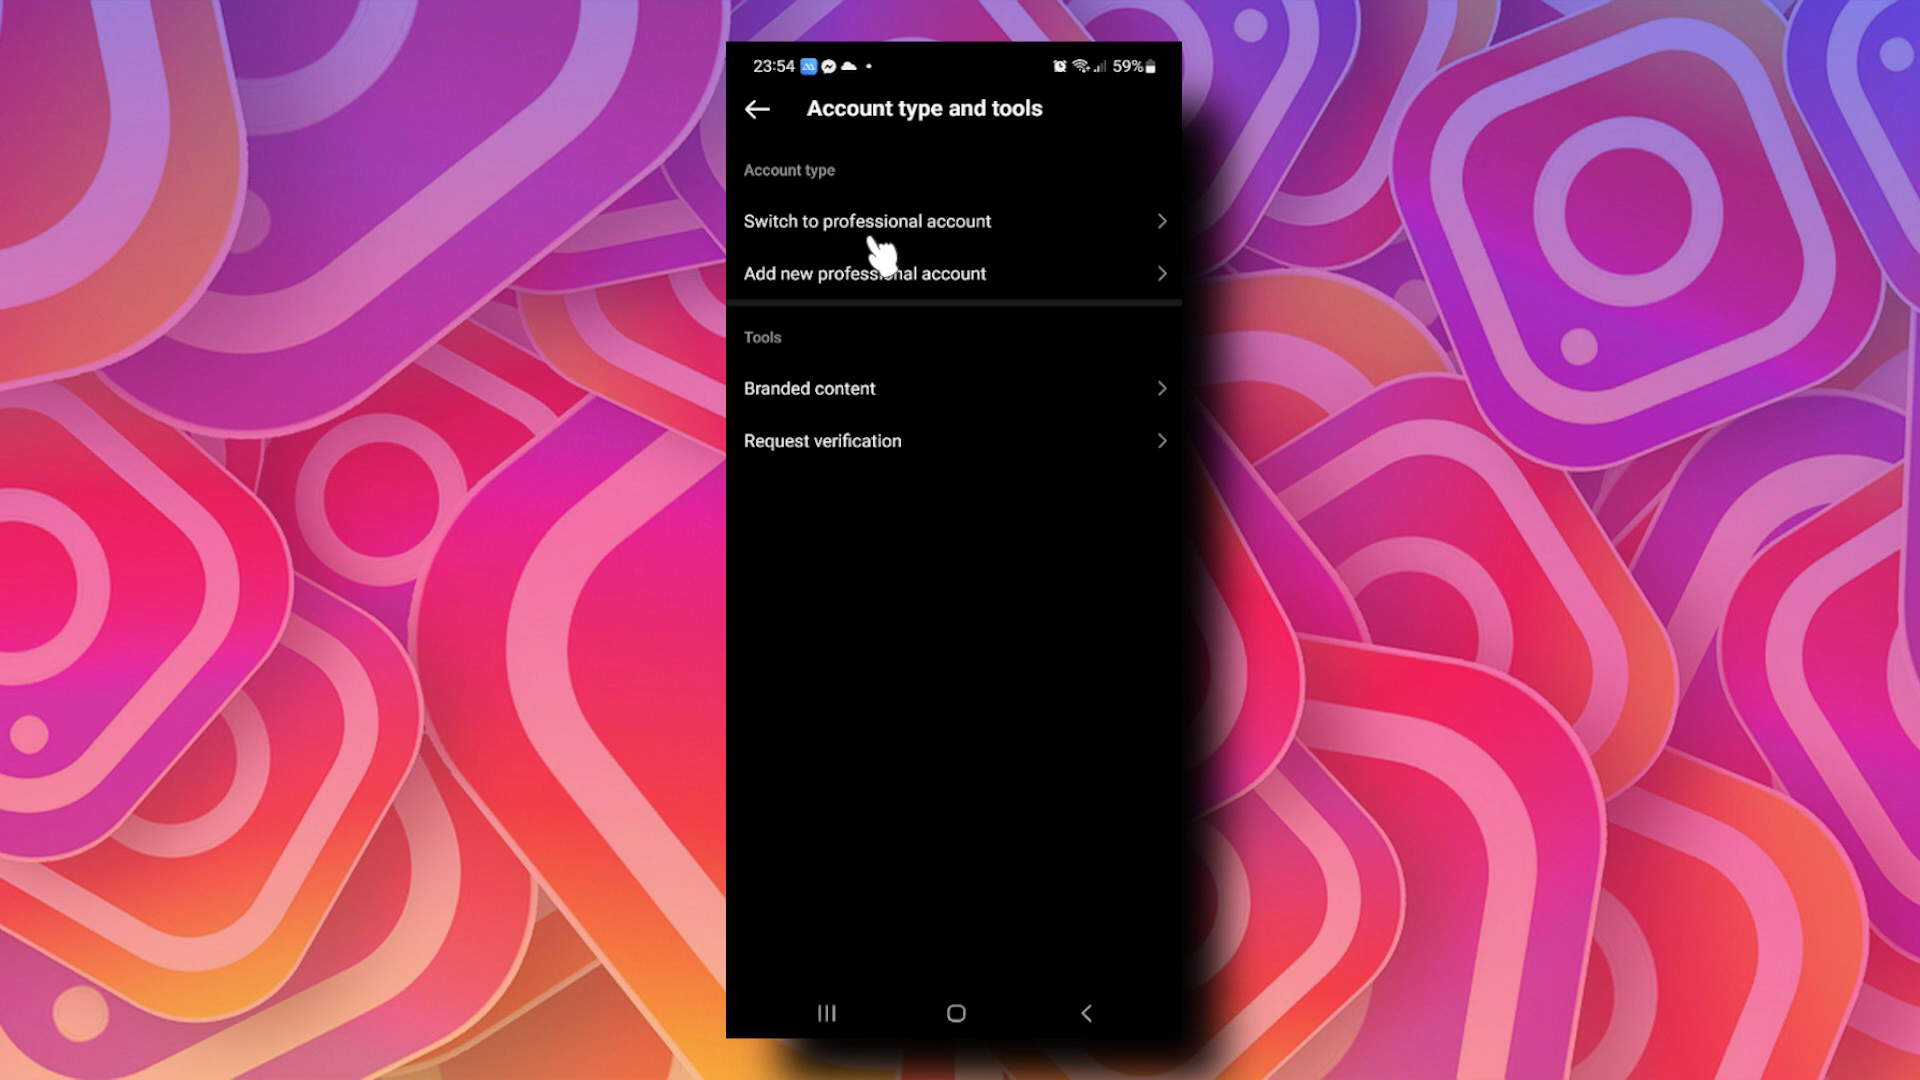 23:54 59%
Account type and tools
Account type
Switch to professional account
Add new professional account
Tools
Branded content
Request verification